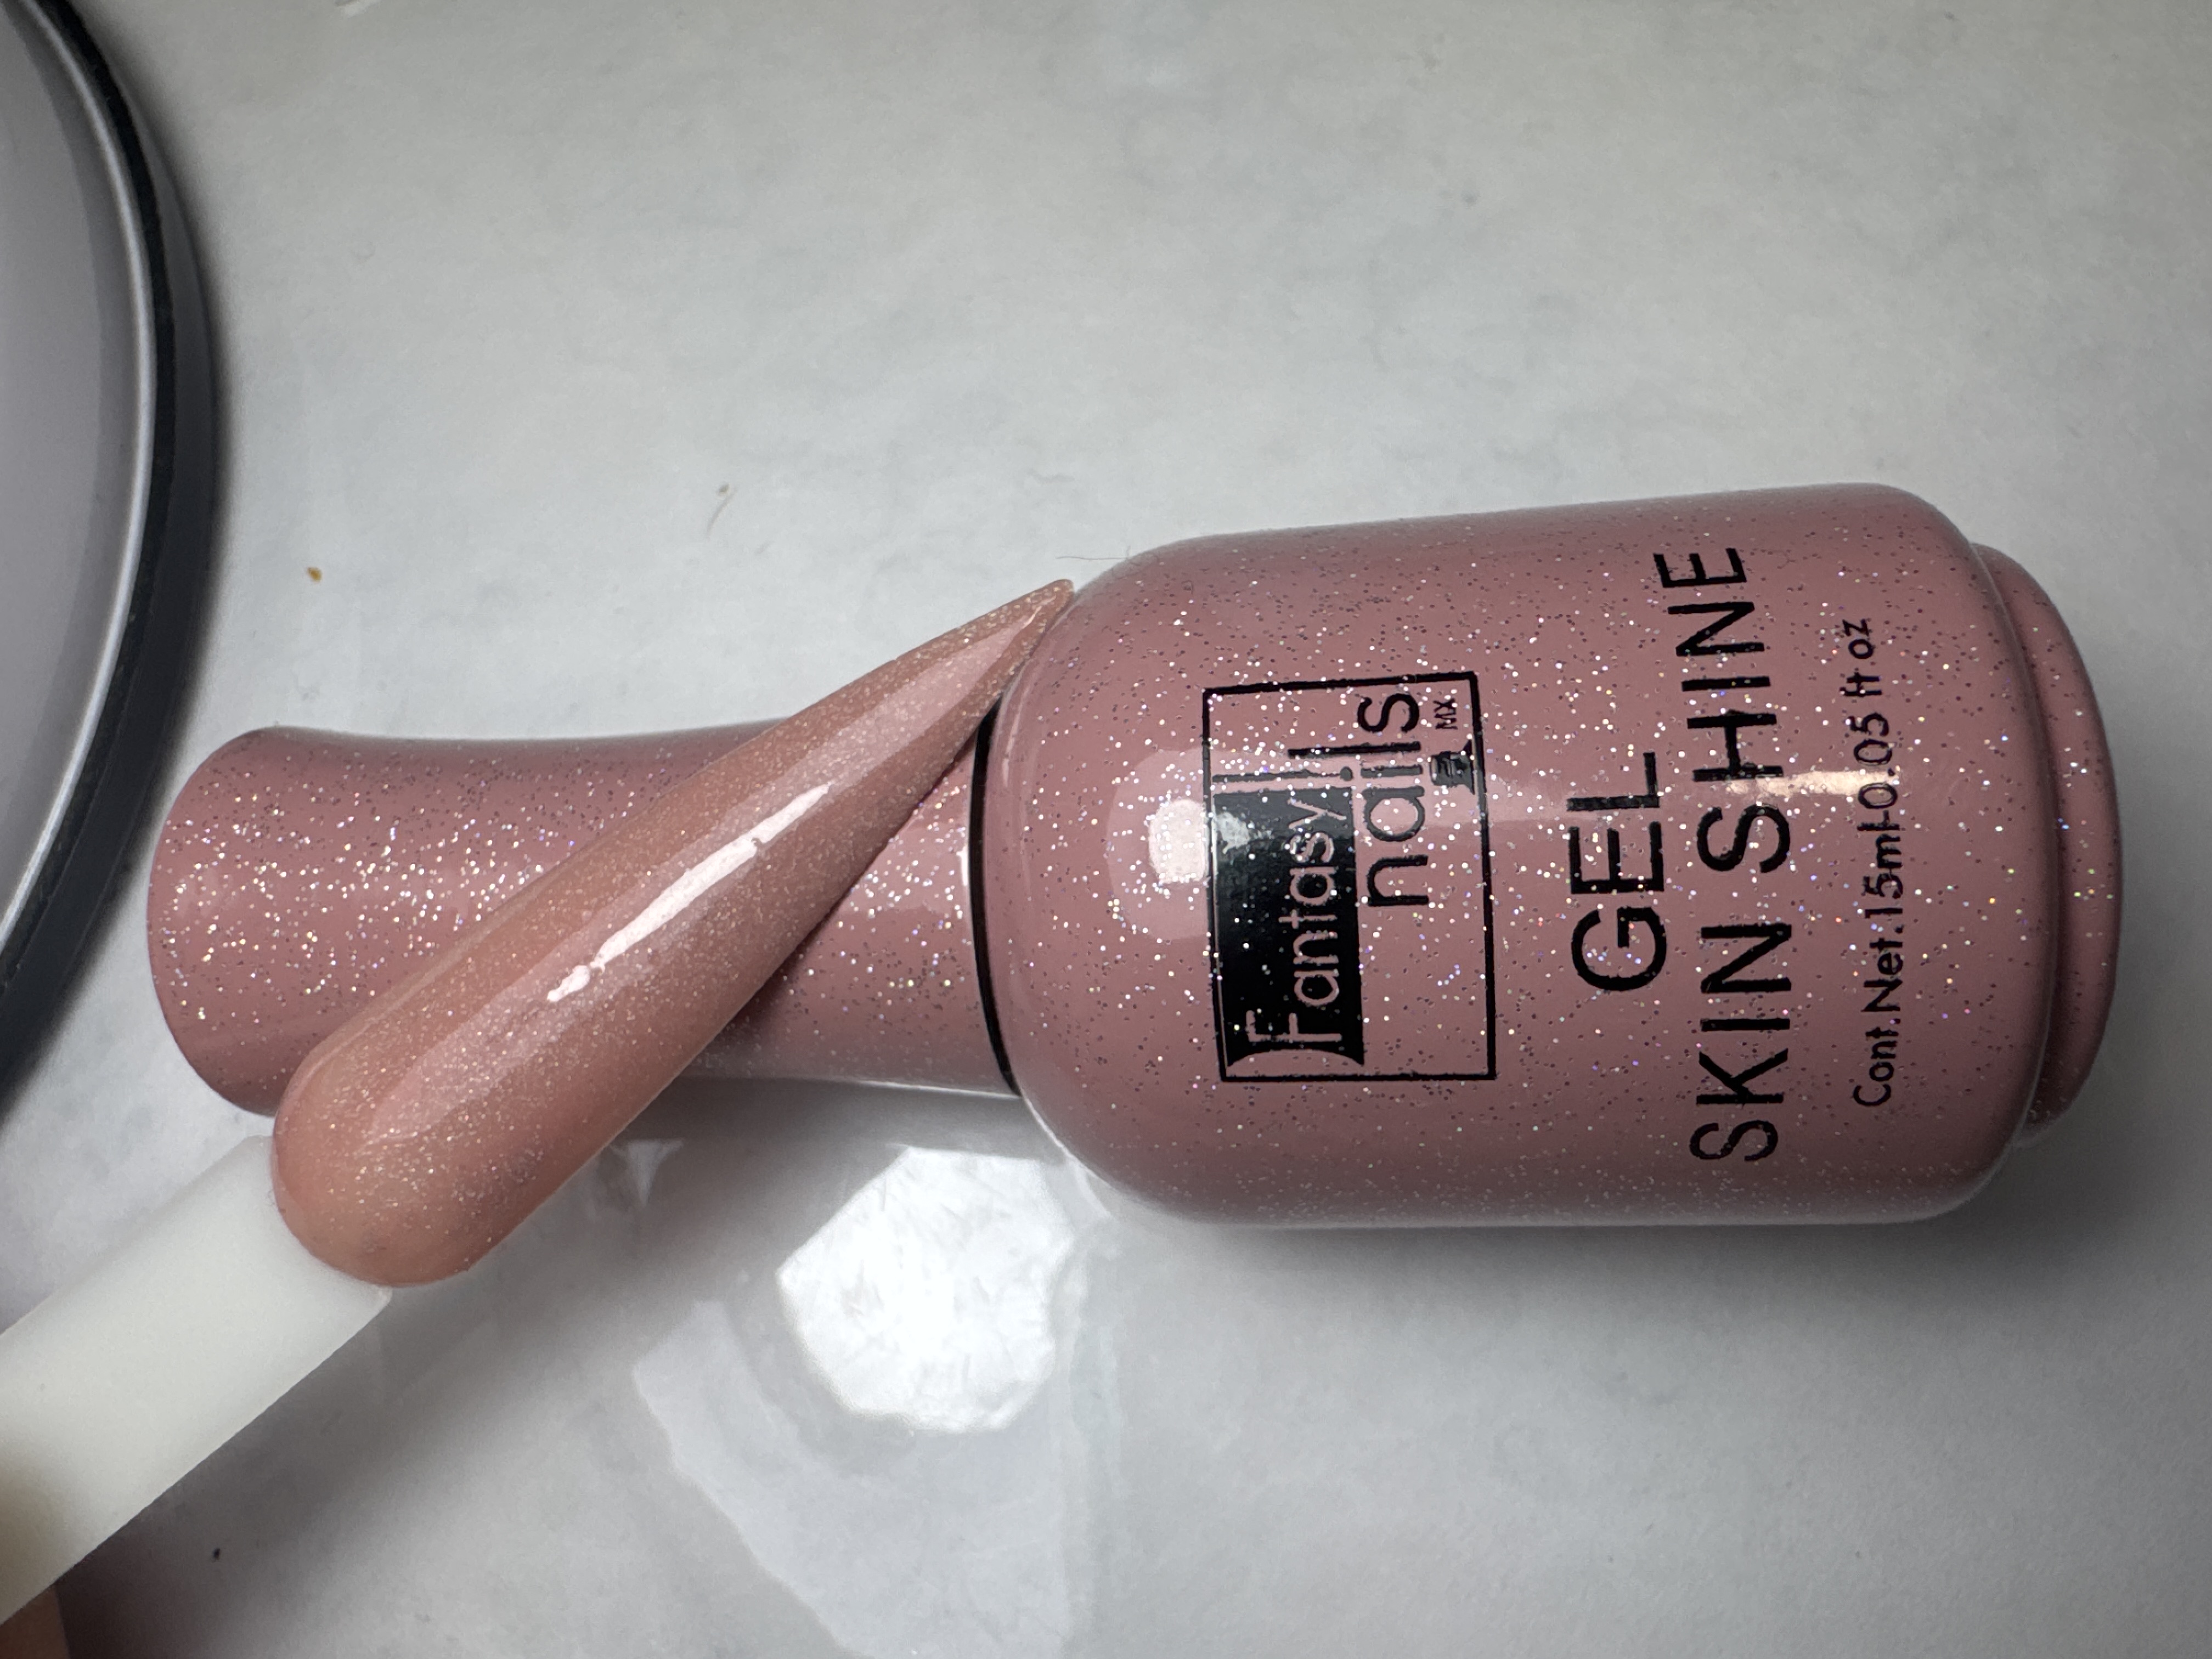 Fantasy
nails
MX
GEL
SKIN SHINE
Cont.Net.15ml-0.05 fl oz